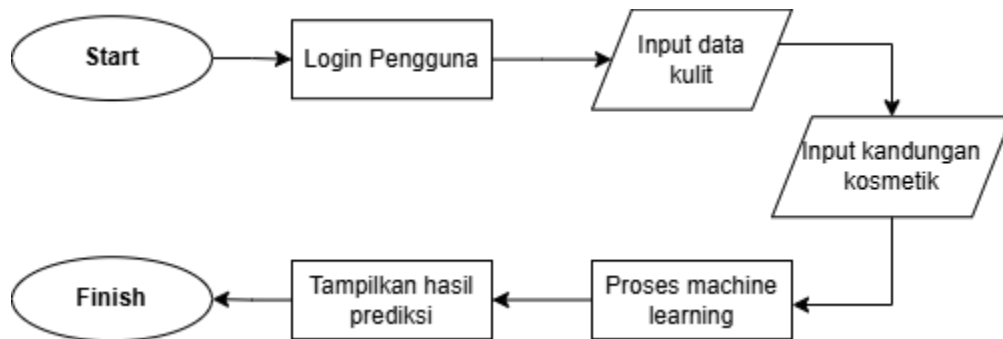 Start
Login Pengguna
Input data
kulit
Input kandungan
kosmetik
Proses machine
learning
Tampilkan hasil
prediksi
Finish